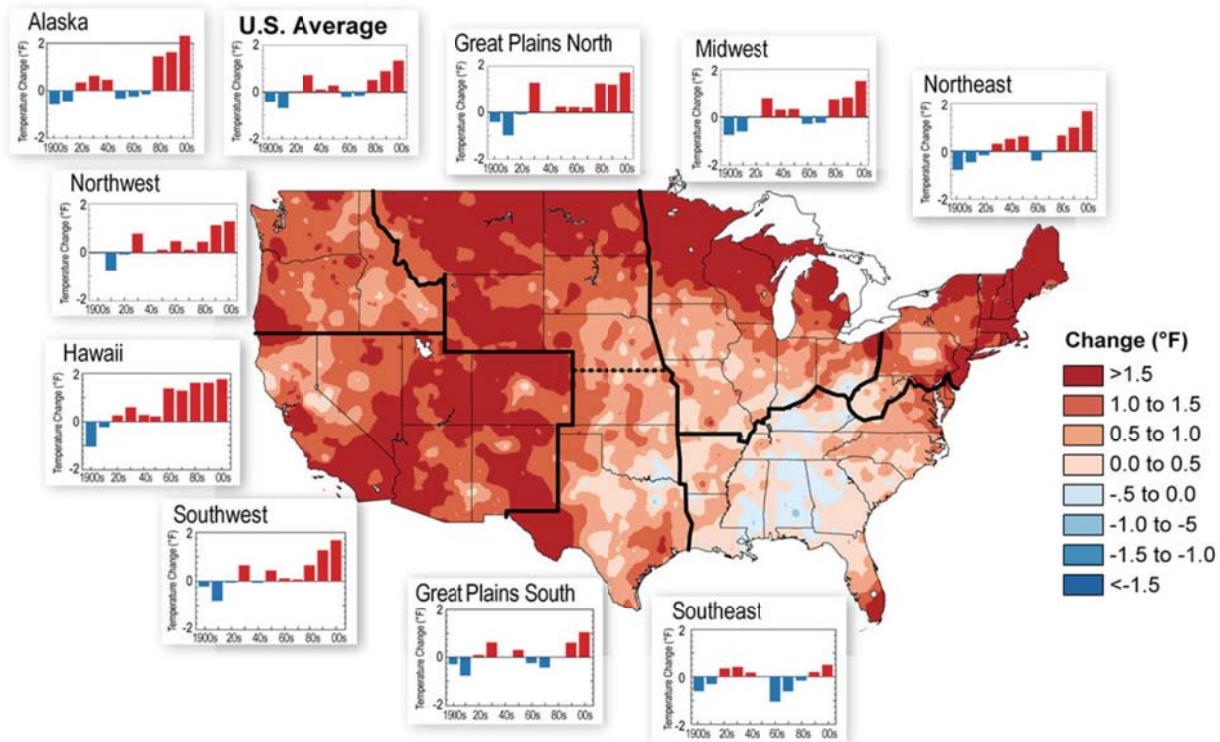 Alaska
Temperature Change (°F)
2
0
-2
1900s 20s 40s 60s 80s 00s
U.S. Average
Temperature Change (°F)
2
0
-2
1900s 20s 40s 60s 80s 00s
Great Plains North
Temperature Change (°F)
2
0
-2
1900s 20s 40s 60s 80s 00s
Midwest
Temperature Change (°F)
2
0
-2
1900s 20s 40s 60s 80s 00s
Northeast
Temperature Change (°F)
2
0
-2
1900s 20s 40s 60s 80s 00s
Northwest
Temperature Change (°F)
2
0
-2
1900s 20s 40s 60s 80s 00s
Hawaii
Temperature Change (°F)
2
0
-2
1900s 20s 40s 60s 80s 00s
Southwest
Temperature Change (°F)
2
0
-2
1900s 20s 40s 60s 80s 00s
Great Plains South
Temperature Change (°F)
2
0
-2
1900s 20s 40s 60s 80s 00s
Southeast
Temperature Change (°F)
2
0
-2
1900s 20s 40s 60s 80s 00s
Change (°F)
>1.5
1.0 to 1.5
0.5 to 1.0
0.0 to 0.5
-.5 to 0.0
-1.0 to -5
-1.5 to -1.0
<-1.5